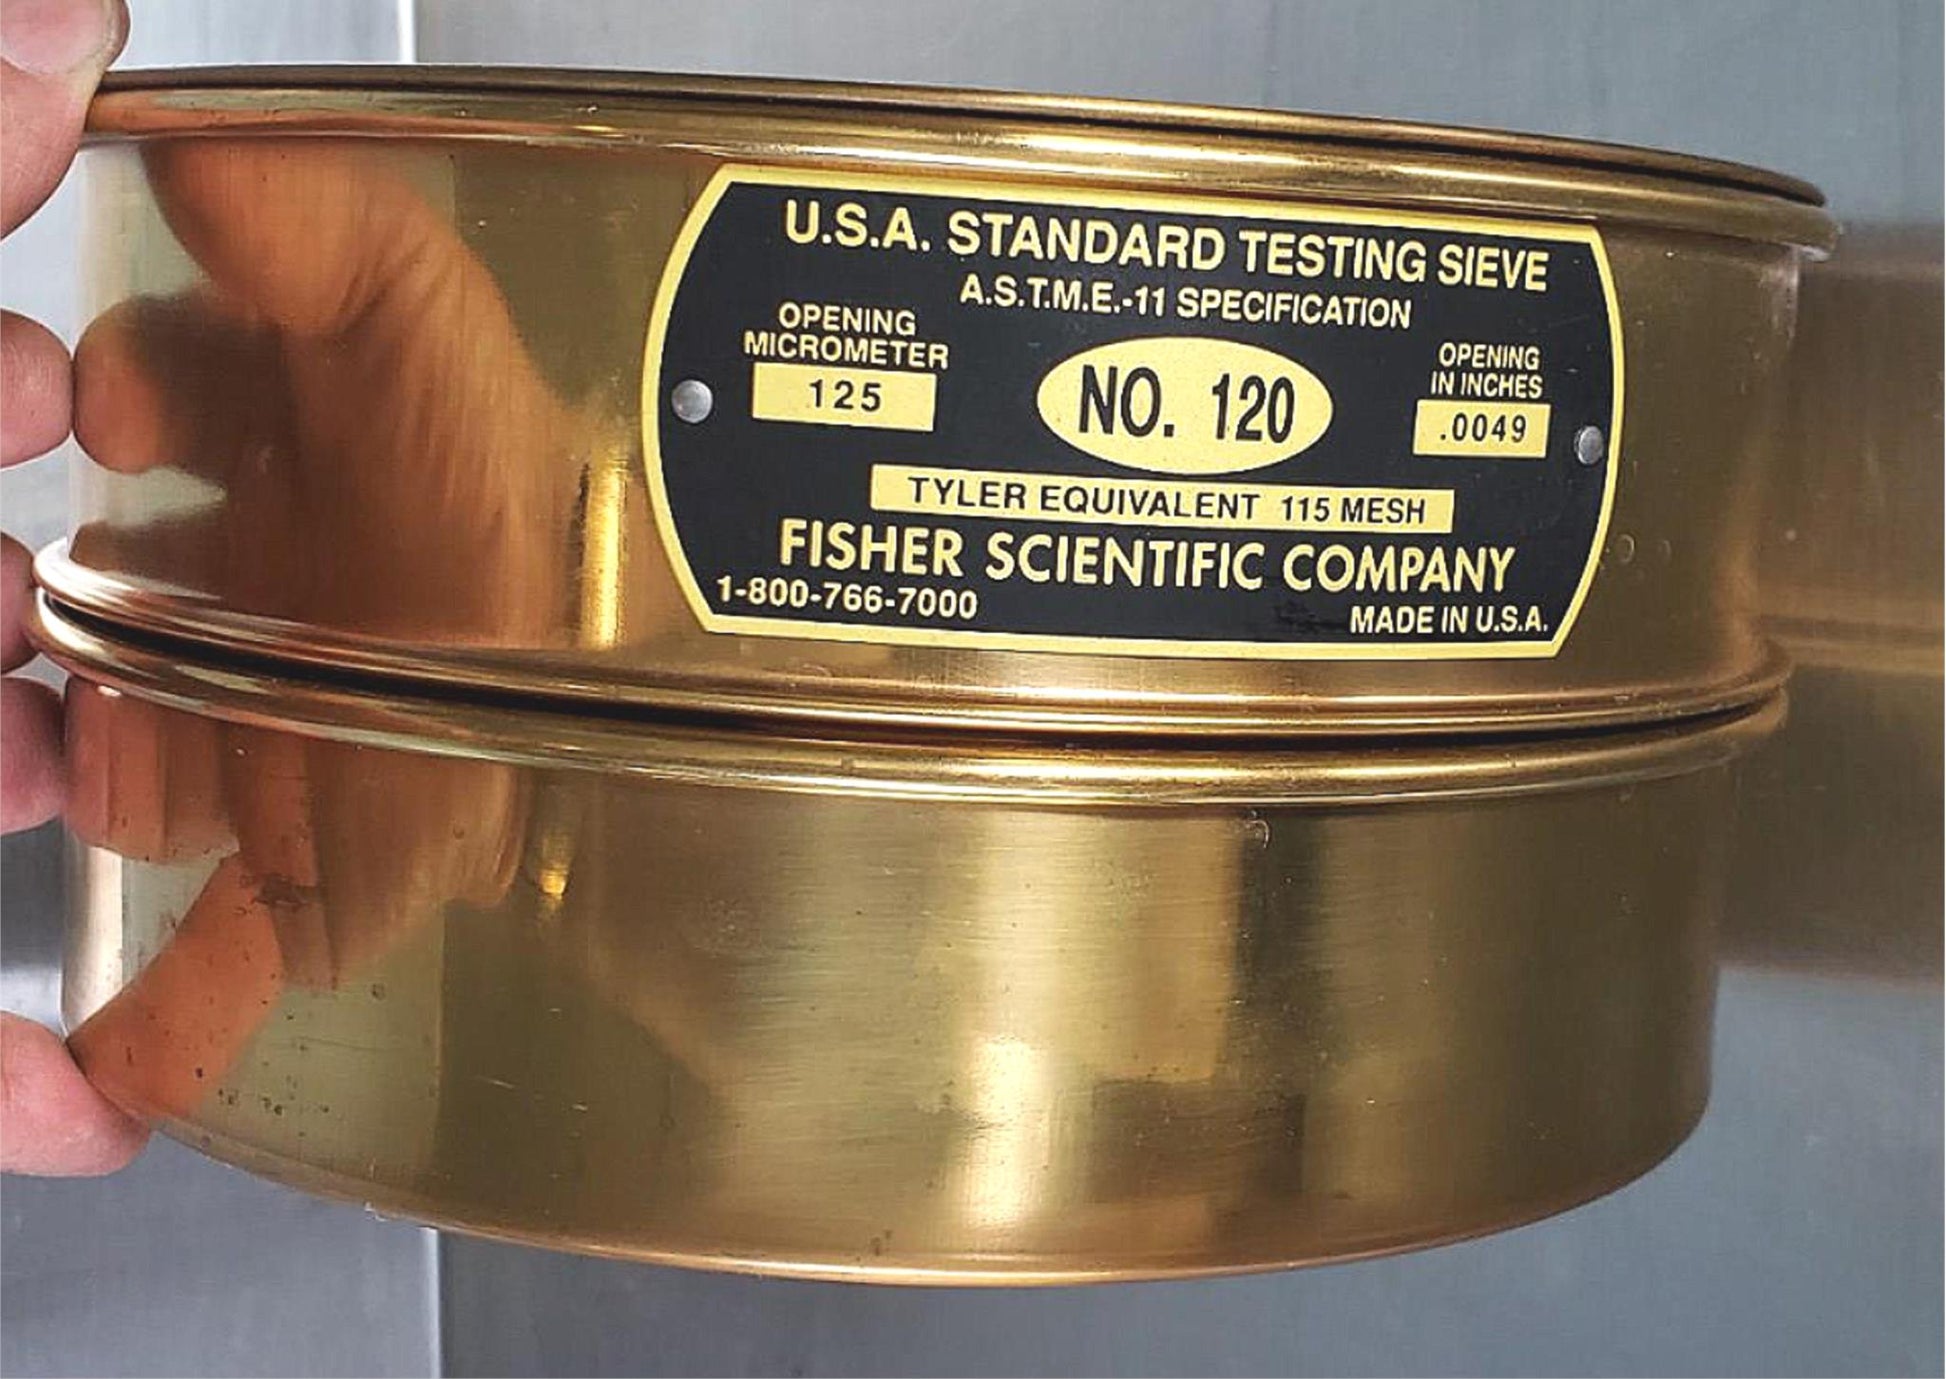 U.S.A. STANDARD TESTING SIEVE
A.S.T.M.E.-11 SPECIFICATION
OPENING
MICROMETER
125
NO. 120
OPENING
IN INCHES
.0049
TYLER EQUIVALENT 115 MESH
FISHER SCIENTIFIC COMPANY
1-800-766-7000
MADE IN U.S.A.